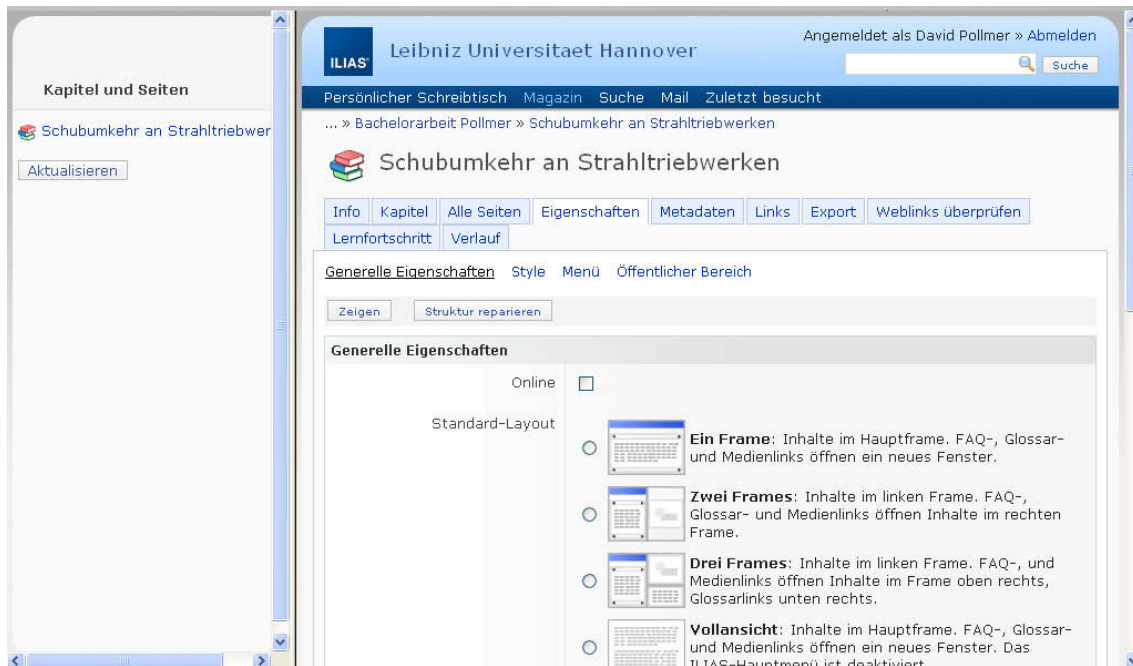 Kapitel und Seiten
Schubumkehr an Strahltriebwer
Aktualisieren
ILIAS
Leibniz Universitaet Hannover
Angemeldet als David Pollmer » Abmelden
Suche
Persönlicher Schreibtisch Magazin Suche Mail Zuletzt besucht
... » Bachelorarbeit Pollmer » Schubumkehr an Strahltriebwerken
Schubumkehr an Strahltriebwerken
Info Kapitel Alle Seiten Eigenschaften Metadaten Links Export Weblinks überprüfen
Lernfortschritt Verlauf
Generelle Eigenschaften Style Menü Öffentlicher Bereich
Zeigen Struktur reparieren
Generelle Eigenschaften
Online
Standard-Layout
Ein Frame: Inhalte im Hauptframe. FAQ-, Glossar-
und Medienlinks öffnen ein neues Fenster.
Zwei Frames: Inhalte im linken Frame. FAQ-,
Glossar- und Medienlinks öffnen Inhalte im rechten
Frame.
Drei Frames: Inhalte im linken Frame. FAQ-, und
Medienlinks öffnen Inhalte im Frame oben rechts,
Glossarlinks unten rechts.
Vollansicht: Inhalte im Hauptframe. FAQ-, Glossar-
und Medienlinks öffnen ein neues Fenster. Das
ILIAS-Hauptmenü ist deaktiviert